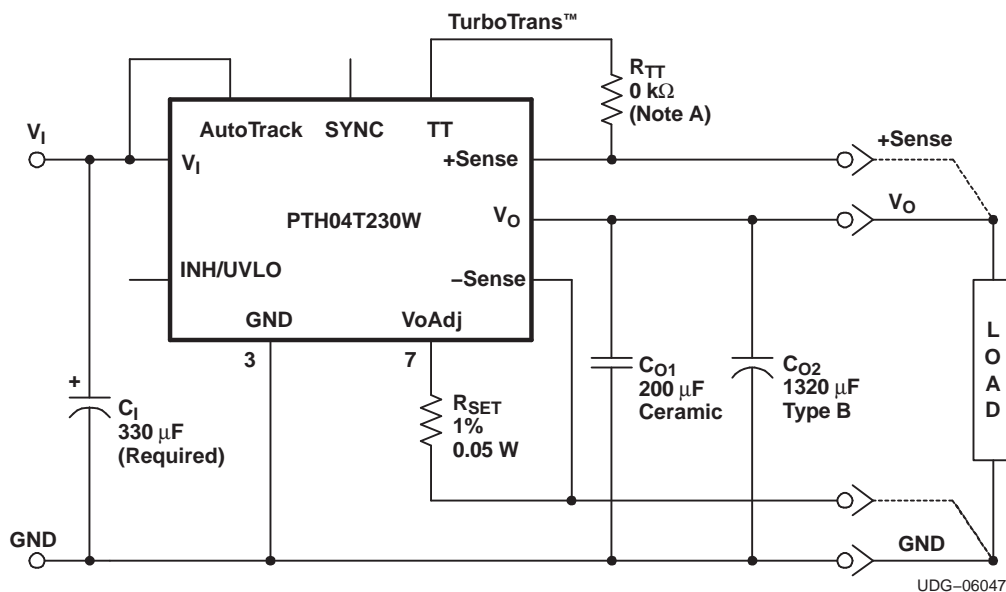 TurboTrans™
R_TT
0 kΩ
(Note A)
AutoTrack SYNC TT
V_I
V_I
+Sense
+Sense
PTH04T230W
V_O
V_O
INH/UVLO
−Sense
GND VoAdj
3 7
+
C_I
330 μF
(Required)
R_SET
1%
0.05 W
C_O1
200 μF
Ceramic
C_O2
1320 μF
Type B
L
O
A
D
GND
GND
UDG−06047